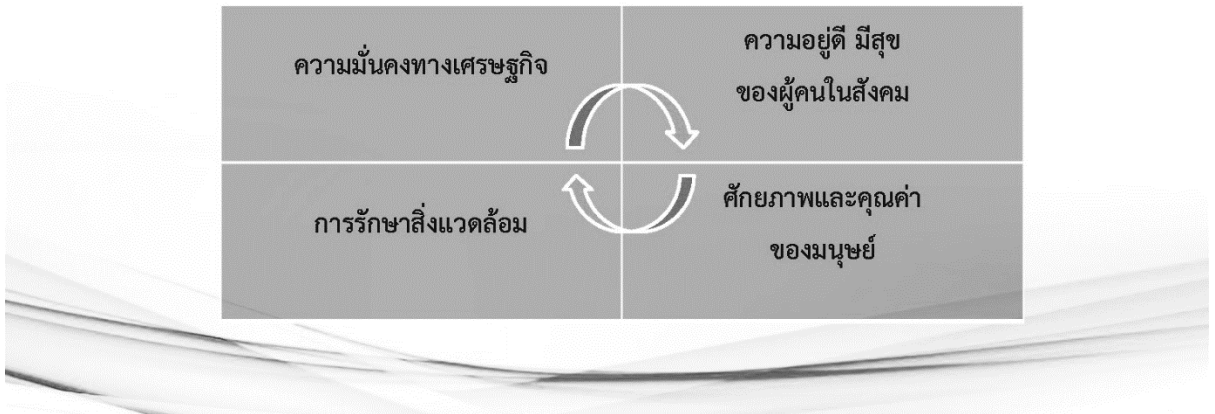 ความมั่นคงทางเศรษฐกิจ
ความอยู่ดี มีสุข
ของผู้คนในสังคม
การรักษาสิ่งแวดล้อม
ศักยภาพและคุณค่า
ของมนุษย์